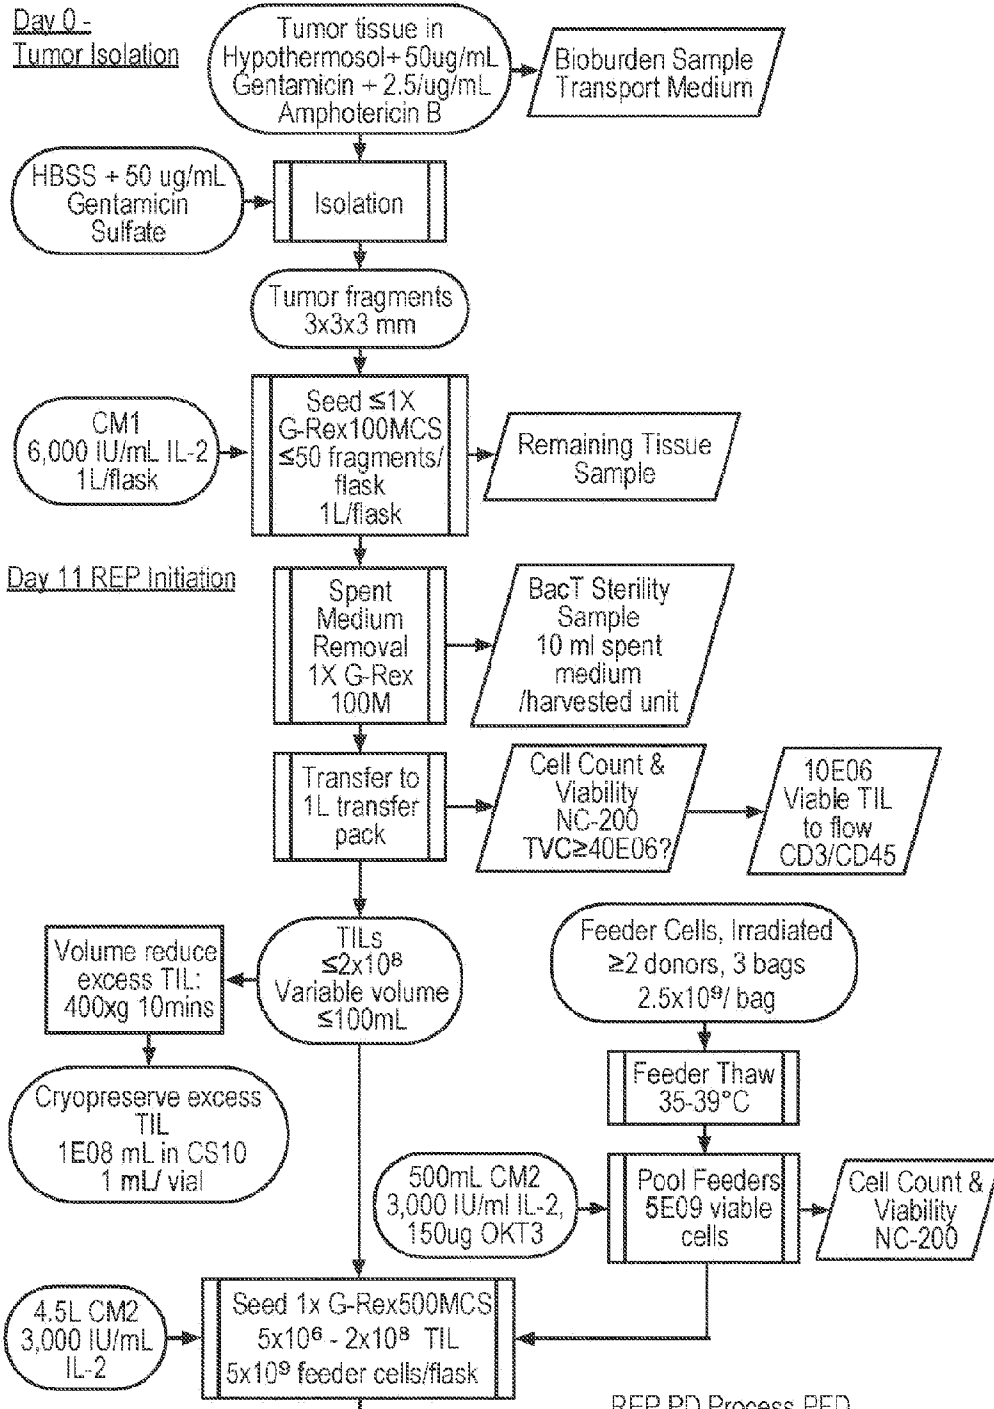 Day 0 -
Tumor Isolation
Tumor tissue in
Hypothermosol+ 50ug/mL
Gentamicin + 2.5/ug/mL
Amphotericin B
Bioburden Sample
Transport Medium
HBSS + 50 ug/mL
Gentamicin
Sulfate
Isolation
Tumor fragments
3x3x3 mm
CM1
6,000 IU/mL IL-2
1L/flask
Seed ≤1X
G-Rex100MCS
≤50 fragments/
flask
1L/flask
Remaining Tissue
Sample
Day 11 REP Initiation
Spent
Medium
Removal
1X G-Rex
100M
BacT Sterility
Sample
10 ml spent
medium
/harvested unit
Transfer to
1L transfer
pack
Cell Count &
Viability
NC-200
TVC≥40E06?
10E06
Viable TIL
to flow
CD3/CD45
Volume reduce
excess TIL:
400xg 10mins
TILs
≤2x10⁸
Variable volume
≤100mL
Feeder Cells, Irradiated
≥2 donors, 3 bags
2.5x10⁹/ bag
Cryopreserve excess
TIL
1E08 mL in CS10
1 mL/ vial
Feeder Thaw
35-39°C
500mL CM2
3,000 IU/ml IL-2,
150ug OKT3
Pool Feeders
5E09 viable
cells
Cell Count &
Viability
NC-200
4.5L CM2
3,000 IU/mL
IL-2
Seed 1x G-Rex500MCS
5x10⁶ - 2x10⁸ TIL
5x10⁹ feeder cells/flask
REP PD Process PFD